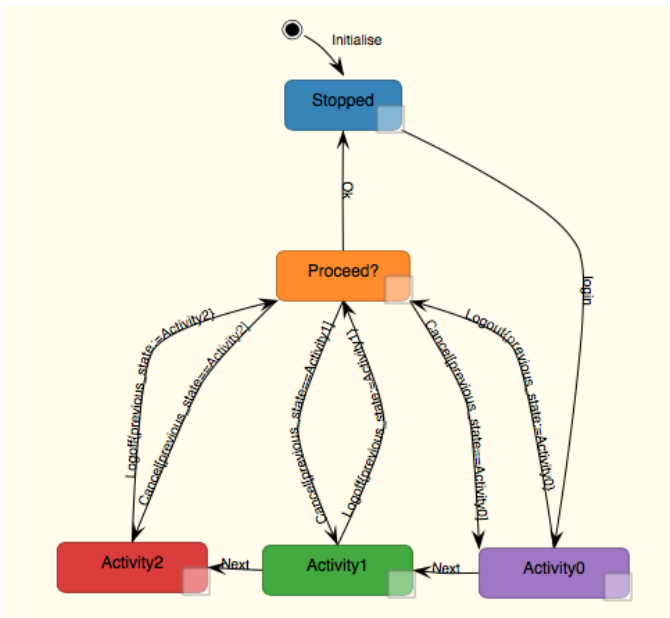 Initialise
Stopped
Ok
login
Proceed?
Logoff{previous_state:=Activity2}
Cancel[previous_state==Activity2]
Cancel[previous_state==Activity1]
Logoff{previous_state:=Activity1}
Cancel[previous_state==Activity0]
Logout{previous_state:=Activity0}
Activity2
Next
Activity1
Next
Activity0